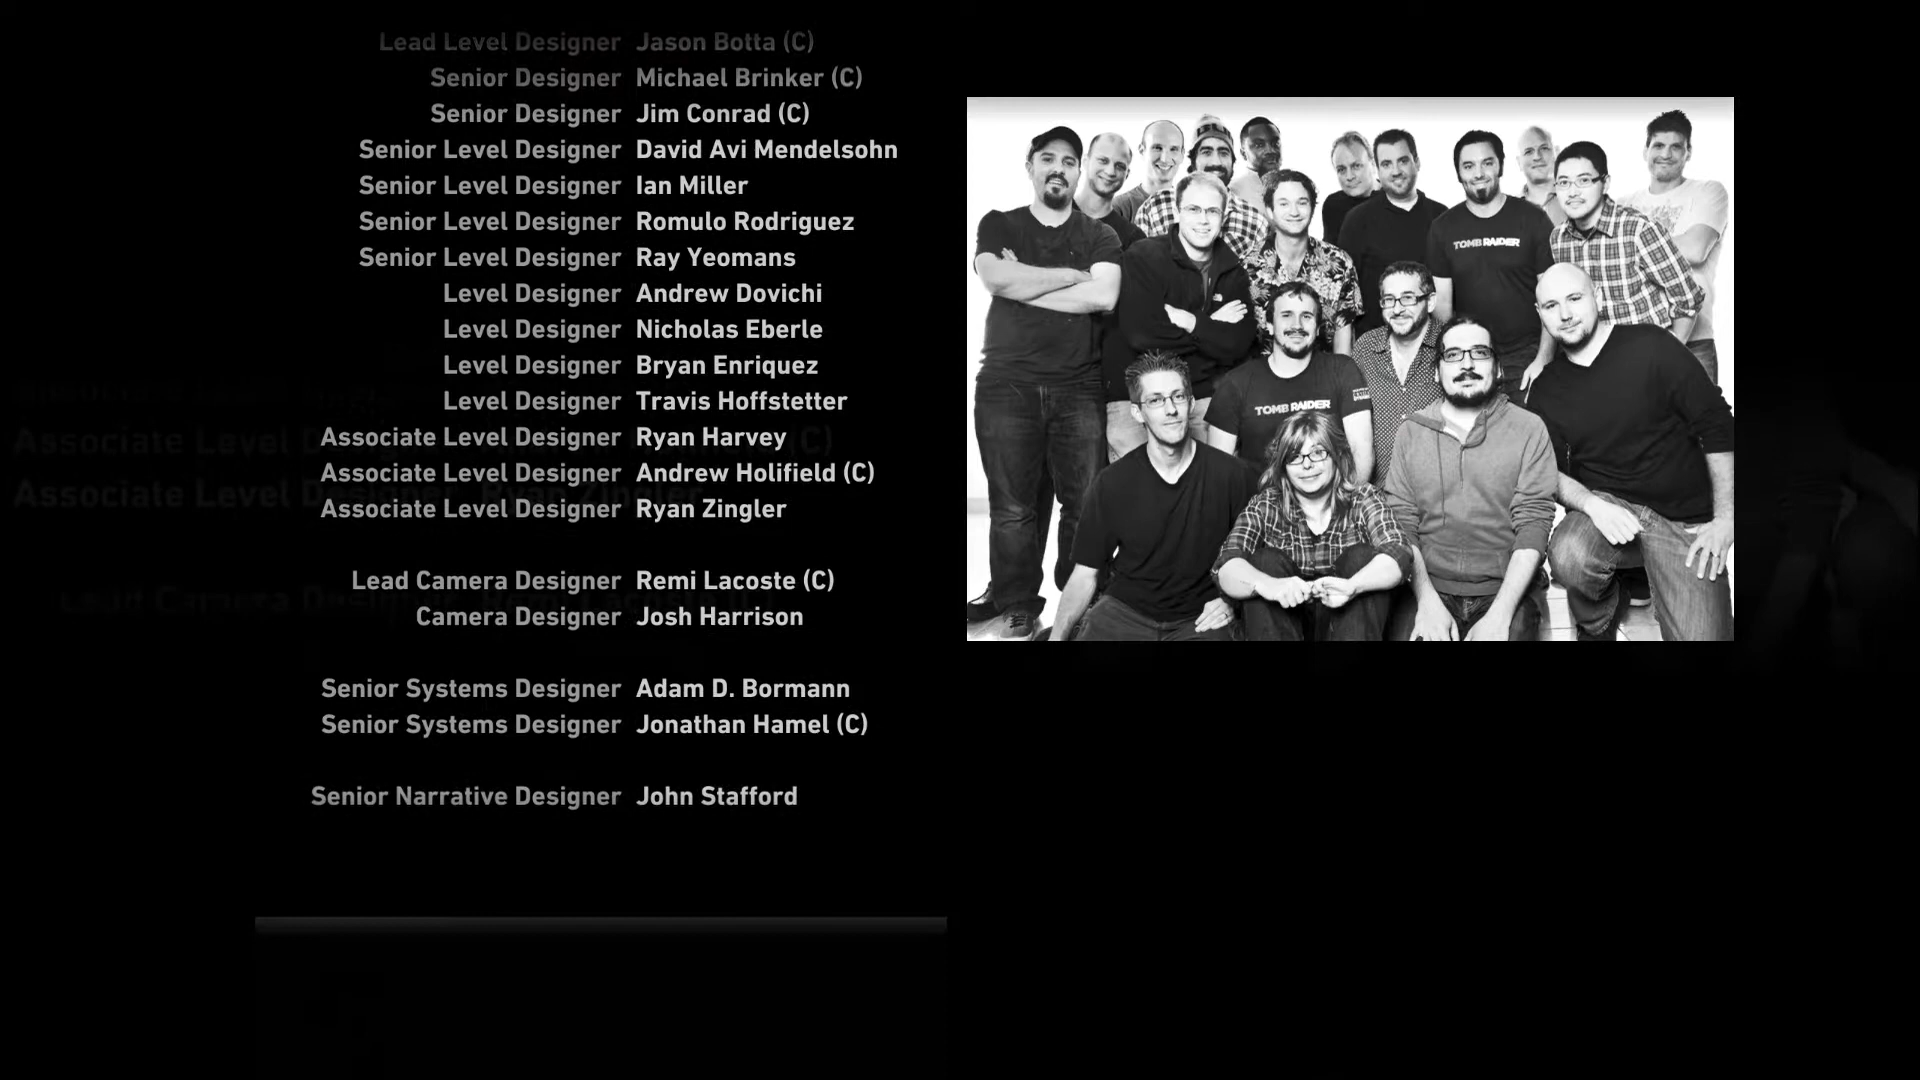 Lead Level Designer Jason Botta (C)
Senior Designer Michael Brinker (C)
Senior Designer Jim Conrad (C)
Senior Level Designer David Avi Mendelsohn
Senior Level Designer Ian Miller
Senior Level Designer Romulo Rodriguez
Senior Level Designer Ray Yeomans
Level Designer Andrew Dovichi
Level Designer Nicholas Eberle
Level Designer Bryan Enriquez
Level Designer Travis Hoffstetter
Associate Level Designer Ryan Harvey
Associate Level Designer Andrew Holifield (C)
Associate Level Designer Ryan Zingler
Lead Camera Designer Remi Lacoste (C)
Camera Designer Josh Harrison
Senior Systems Designer Adam D. Bormann
Senior Systems Designer Jonathan Hamel (C)
Senior Narrative Designer John Stafford
TOMB RAIDER
TOMB RAIDER